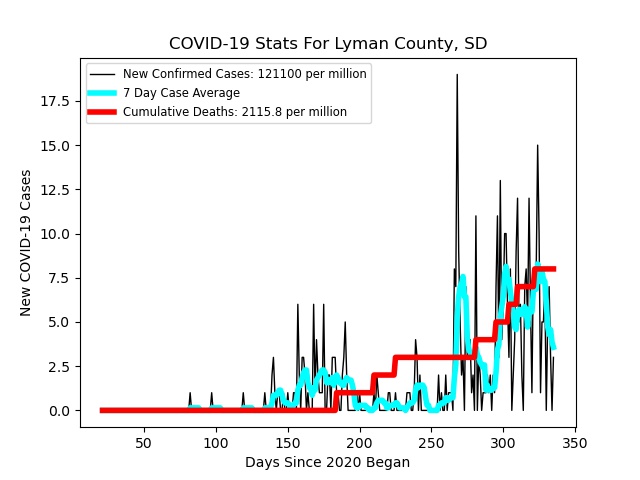 COVID-19 Stats For Lyman County, SD
New Confirmed Cases: 121100 per million
7 Day Case Average
Cumulative Deaths: 2115.8 per million
New COVID-19 Cases
17.5
15.0
12.5
10.0
7.5
5.0
2.5
0.0
50 100 150 200 250 300 350
Days Since 2020 Began